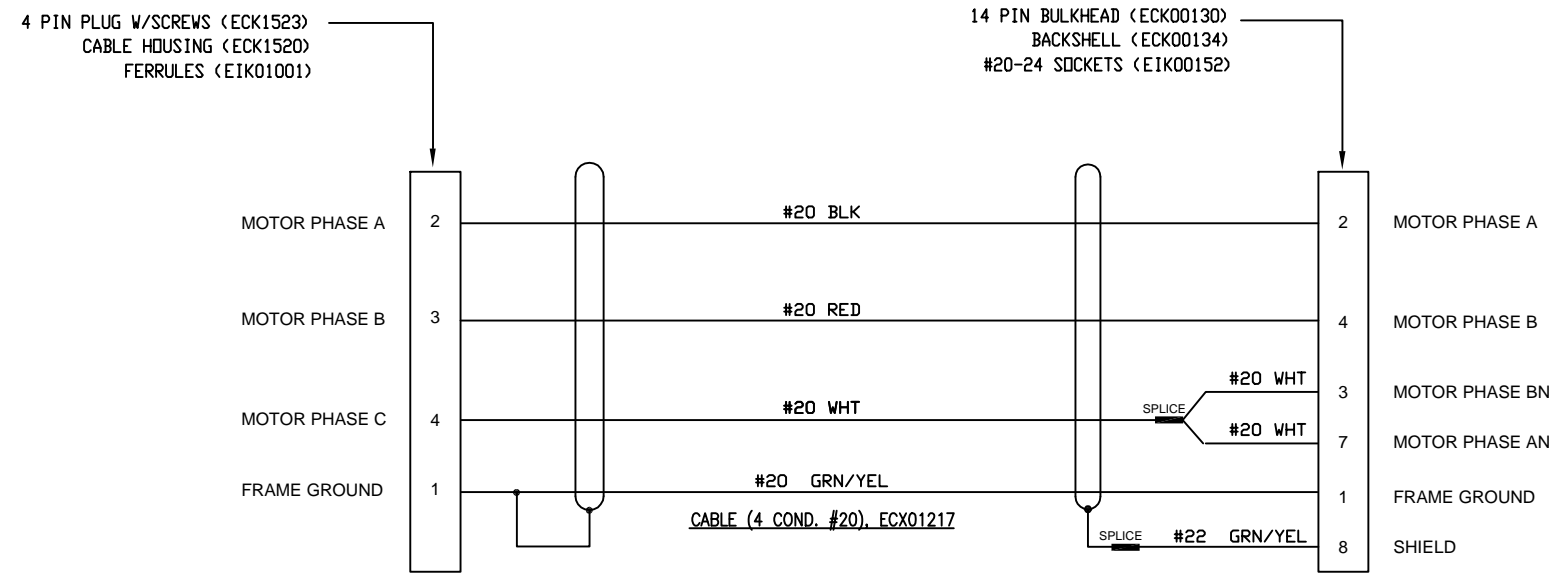 4 PIN PLUG W/SCREWS (ECK1523)
CABLE HOUSING (ECK1520)
FERRULES (EIK01001)
14 PIN BULKHEAD (ECK00130)
BACKSHELL (ECK00134)
#20-24 SOCKETS (EIK00152)
MOTOR PHASE A 2 #20 BLK 2 MOTOR PHASE A
MOTOR PHASE B 3 #20 RED 4 MOTOR PHASE B
#20 WHT 3 MOTOR PHASE BN
MOTOR PHASE C 4 #20 WHT SPLICE
#20 WHT 7 MOTOR PHASE AN
FRAME GROUND 1 #20 GRN/YEL 1 FRAME GROUND
CABLE (4 COND. #20), ECX01217
SPLICE #22 GRN/YEL 8 SHIELD